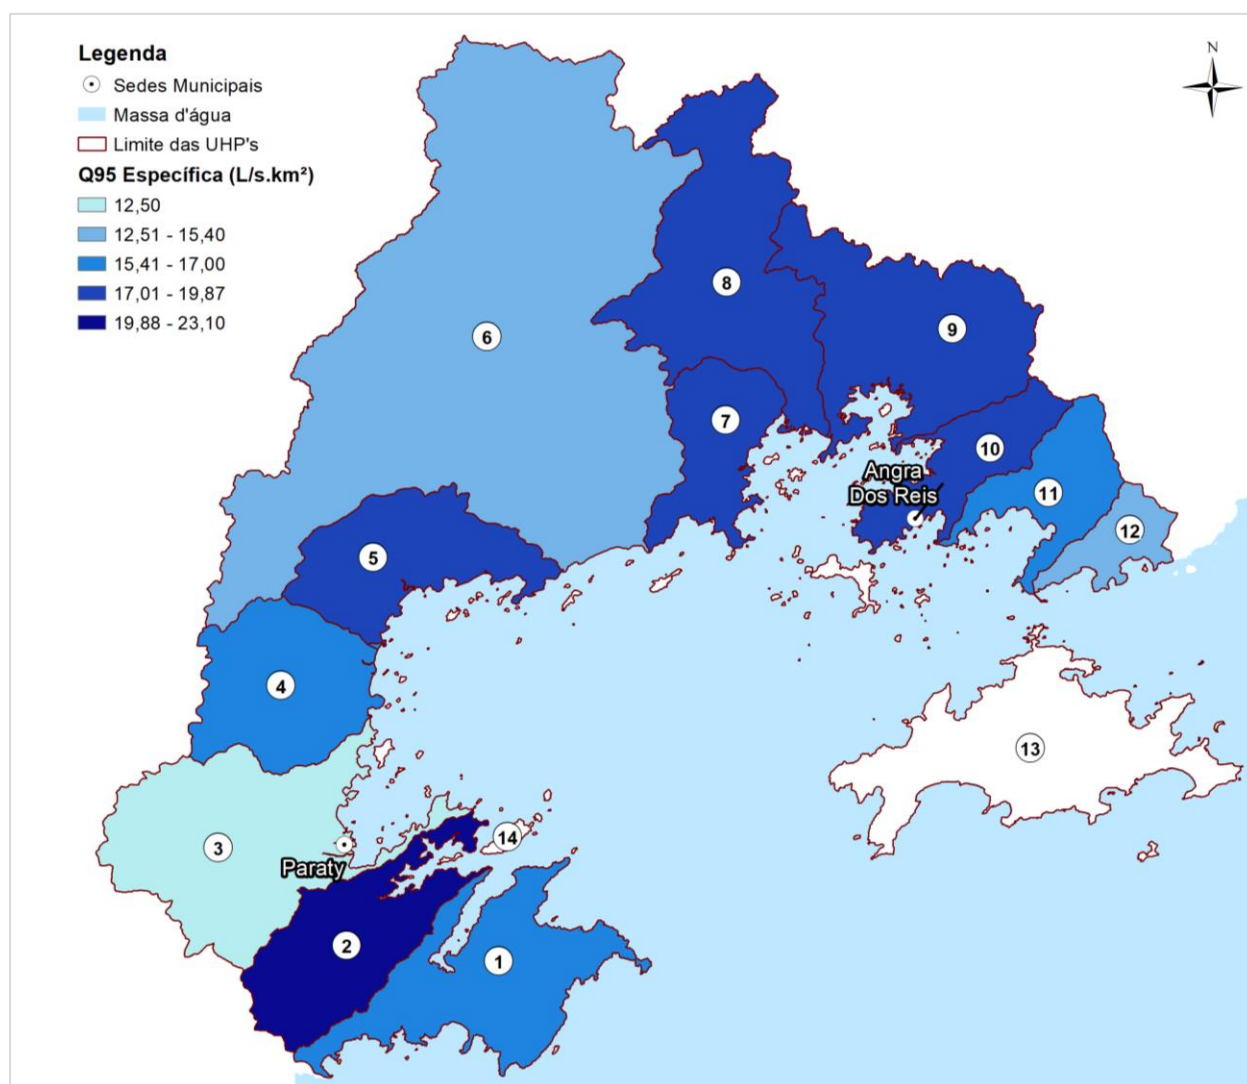 Legenda
Sedes Municipais
Massa d'água
Limite das UHP's
Q95 Específica (L/s.km²)
12,50
12,51 - 15,40
15,41 - 17,00
17,01 - 19,87
19,88 - 23,10
N
8
9
6
7
10
Angra
Dos Reis
11
12
5
4
13
14
3
Paraty
2
1